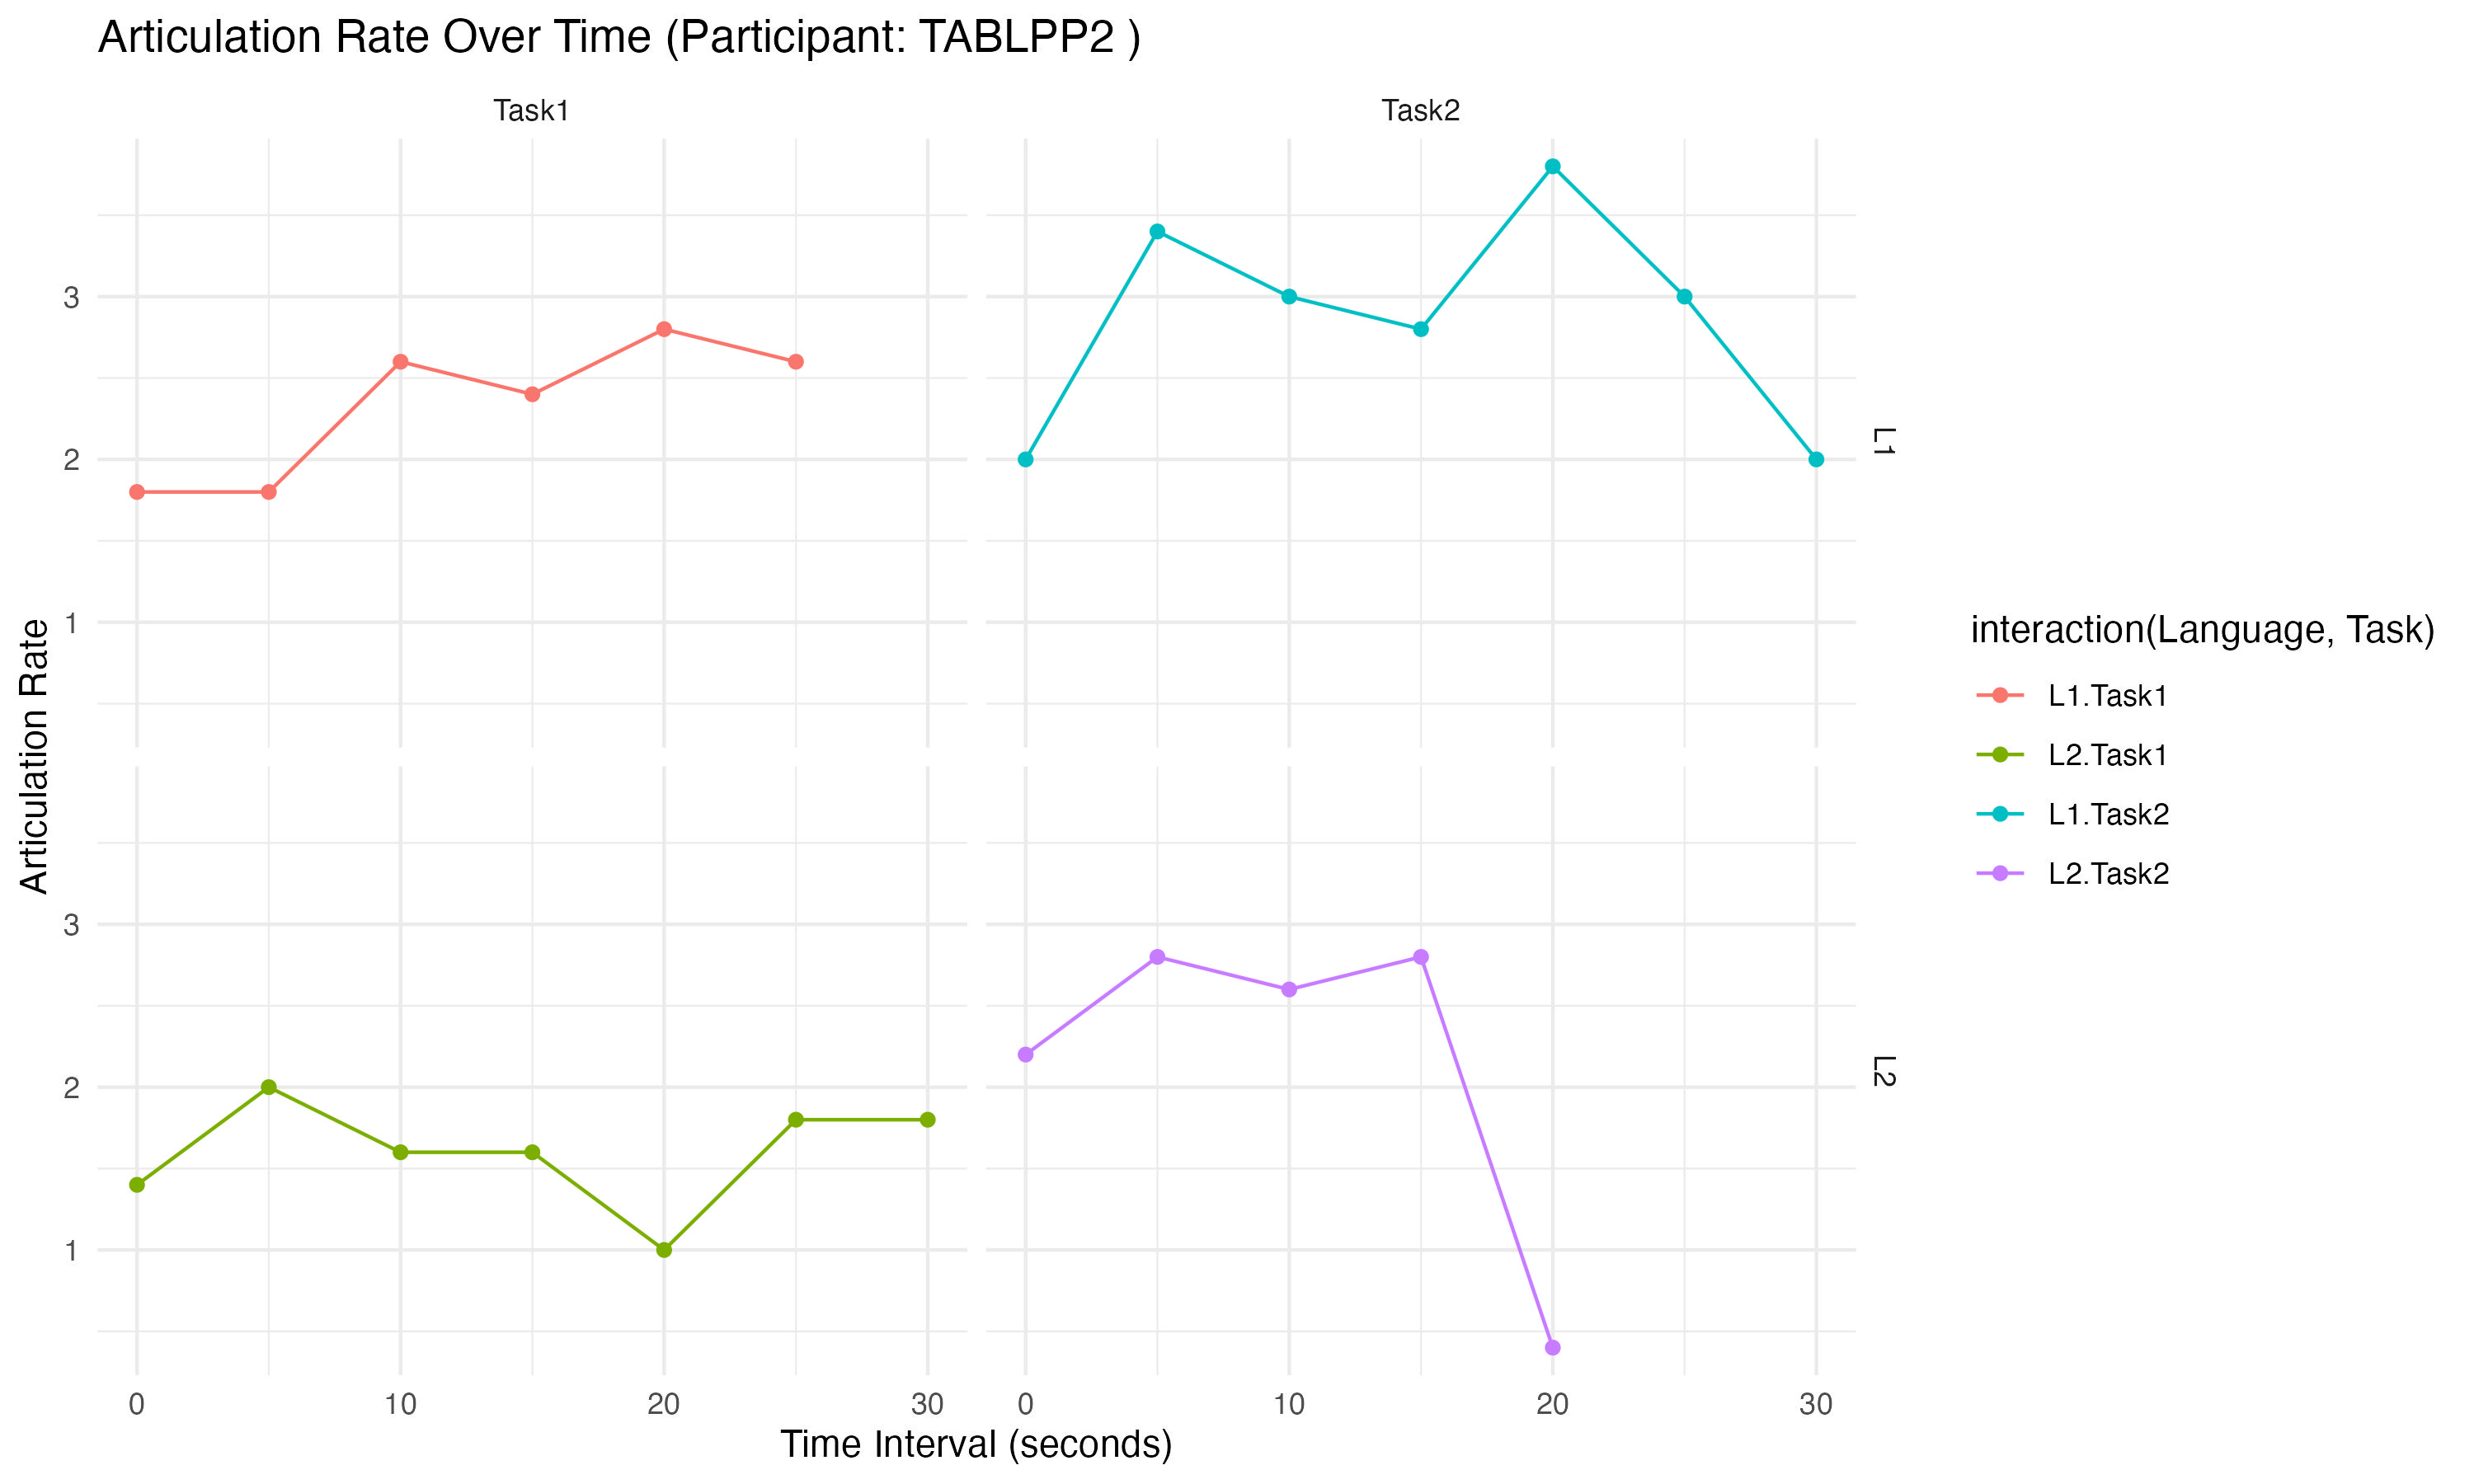 Articulation Rate Over Time (Participant: TABLPP2 )
Task1
Task2
3
2
1
L1
Articulation Rate
3
2
1
L2
0
10
20
30
0
10
20
30
Time Interval (seconds)
interaction(Language, Task)
L1.Task1
L2.Task1
L1.Task2
L2.Task2